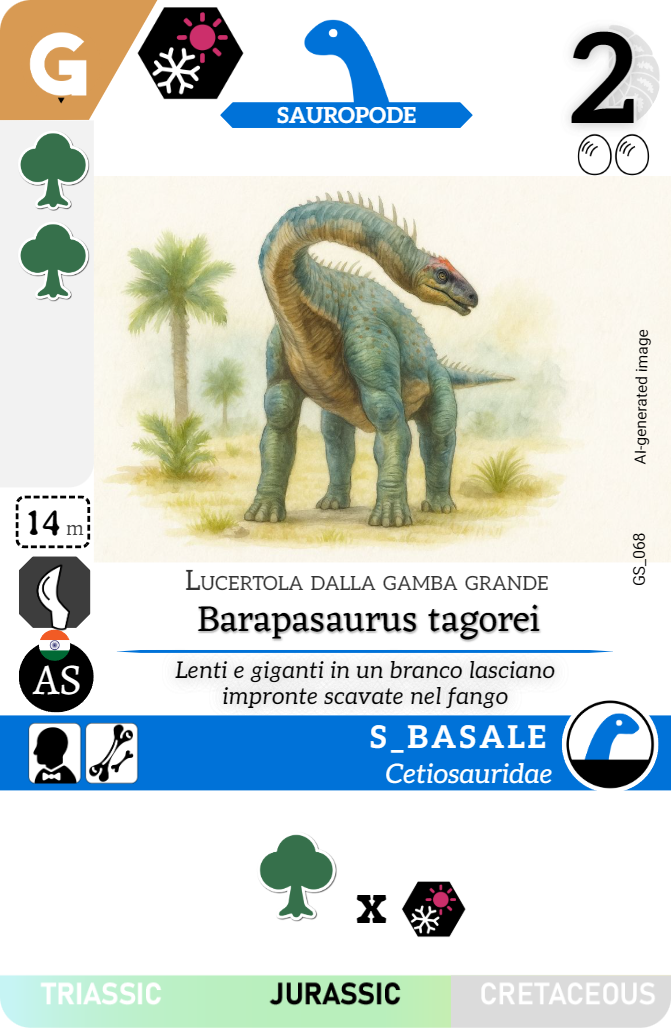 G
SAUROPODE
2
AI-generated image
14 m
GS_068
LUCERTOLA DALLA GAMBA GRANDE
Barapasaurus tagorei
AS
Lenti e giganti in un branco lasciano
impronte scavate nel fango
S_BASALE
Cetiosauridae
x
TRIASSIC JURASSIC CRETACEOUS